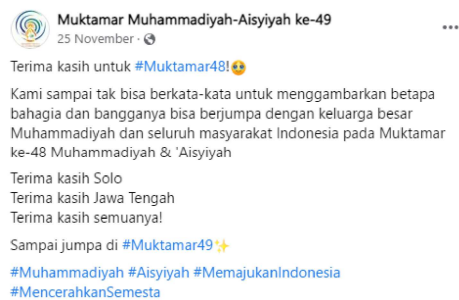 Muktamar Muhammadiyah-Aisyiyah ke-49
25 November ·
Terima kasih untuk #Muktamar48!🥹
Kami sampai tak bisa berkata-kata untuk menggambarkan betapa
bahagia dan bangganya bisa berjumpa dengan keluarga besar
Muhammadiyah dan seluruh masyarakat Indonesia pada Muktamar
ke-48 Muhammadiyah & 'Aisyiyah
Terima kasih Solo
Terima kasih Jawa Tengah
Terima kasih semuanya!
Sampai jumpa di #Muktamar49✨
#Muhammadiyah #Aisyiyah #MemajukanIndonesia
#MencerahkanSemesta